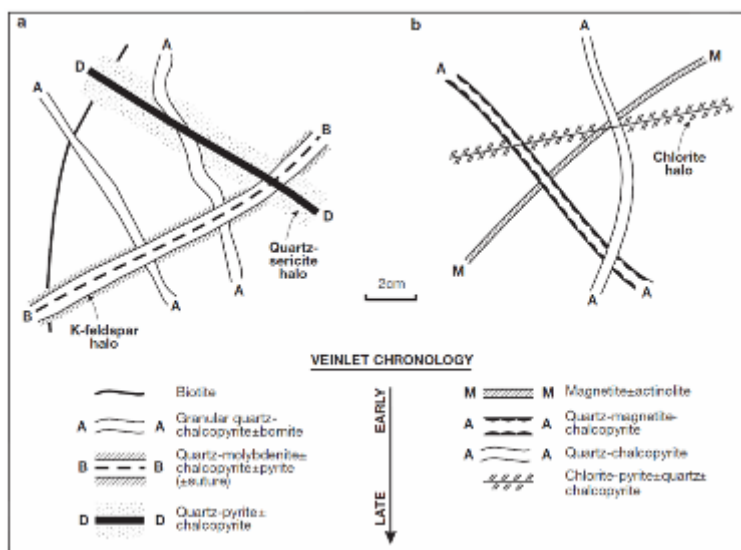 a
b
A
A
D
B
D
Quartz-
sericite
halo
B
K-feldspar
halo
A
A
A
A
M
Chlorite
halo
M
A
A
2cm
VEINLET CHRONOLOGY
EARLY
LATE
Biotite
A A Granular quartz-
chalcopyrite±bornite
B B Quartz-molybdenite±
chalcopyrite±pyrite
(±suture)
D D Quartz-pyrite±
chalcopyrite
M M Magnetite±actinolite
A A Quartz-magnetite-
chalcopyrite
A A Quartz-chalcopyrite
Chlorite-pyrite±quartz±
chalcopyrite